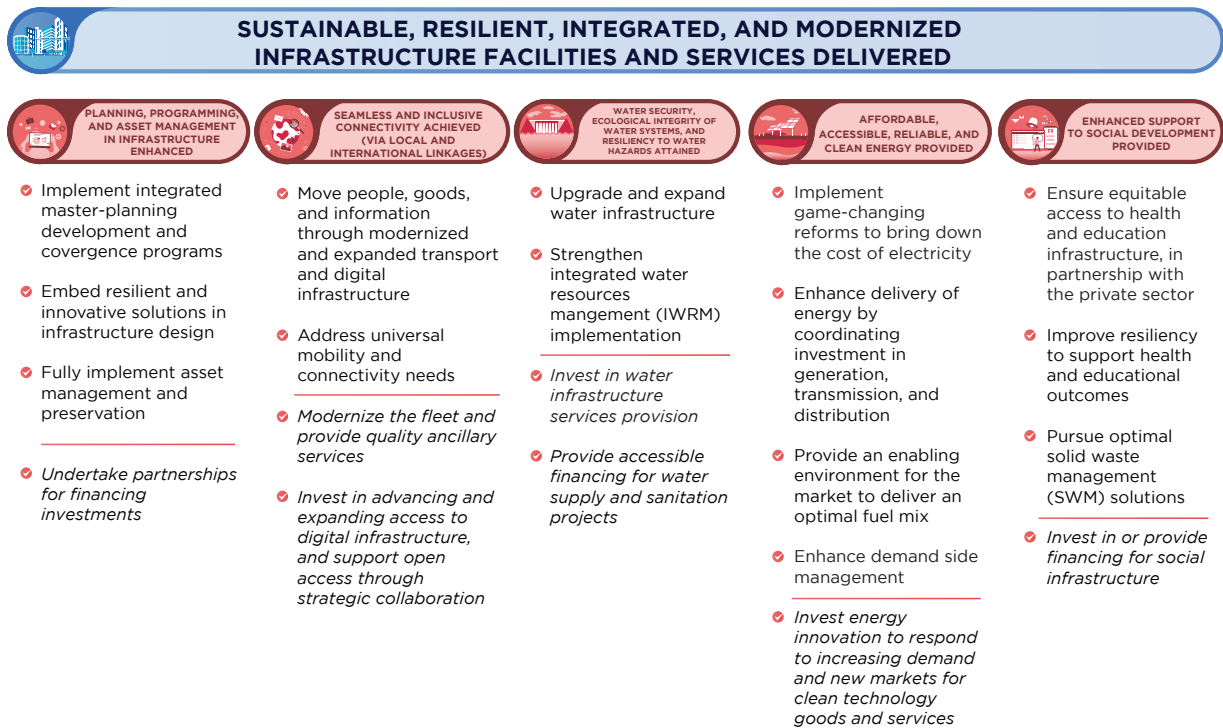 SUSTAINABLE, RESILIENT, INTEGRATED, AND MODERNIZED
INFRASTRUCTURE FACILITIES AND SERVICES DELIVERED
PLANNING, PROGRAMMING,
AND ASSET MANAGEMENT
IN INFRASTRUCTURE
ENHANCED
Implement integrated
master-planning
development and
covergence programs
Embed resilient and
innovative solutions in
infrastructure design
Fully implement asset
management and
preservation
Undertake partnerships
for financing
investments
SEAMLESS AND INCLUSIVE
CONNECTIVITY ACHIEVED
(VIA LOCAL AND
INTERNATIONAL LINKAGES)
Move people, goods,
and information
through modernized
and expanded transport
and digital
infrastructure
Address universal
mobility and
connectivity needs
Modernize the fleet and
provide quality ancillary
services
Invest in advancing and
expanding access to
digital infrastructure,
and support open
access through
strategic collaboration
WATER SECURITY,
ECOLOGICAL INTEGRITY OF
WATER SYSTEMS, AND
RESILIENCY TO WATER
HAZARDS ATTAINED
Upgrade and expand
water infrastructure
Strengthen
integrated water
resources
mangement (IWRM)
implementation
Invest in water
infrastructure
services provision
Provide accessible
financing for water
supply and sanitation
projects
AFFORDABLE,
ACCESSIBLE, RELIABLE, AND
CLEAN ENERGY PROVIDED
Implement
game-changing
reforms to bring down
the cost of electricity
Enhance delivery of
energy by
coordinating
investment in
generation,
transmission, and
distribution
Provide an enabling
environment for the
market to deliver an
optimal fuel mix
Enhance demand side
management
Invest energy
innovation to respond
to increasing demand
and new markets for
clean technology
goods and services
ENHANCED SUPPORT
TO SOCIAL DEVELOPMENT
PROVIDED
Ensure equitable
access to health
and education
infrastructure, in
partnership with
the private sector
Improve resiliency
to support health
and educational
outcomes
Pursue optimal
solid waste
management
(SWM) solutions
Invest in or provide
financing for social
infrastructure